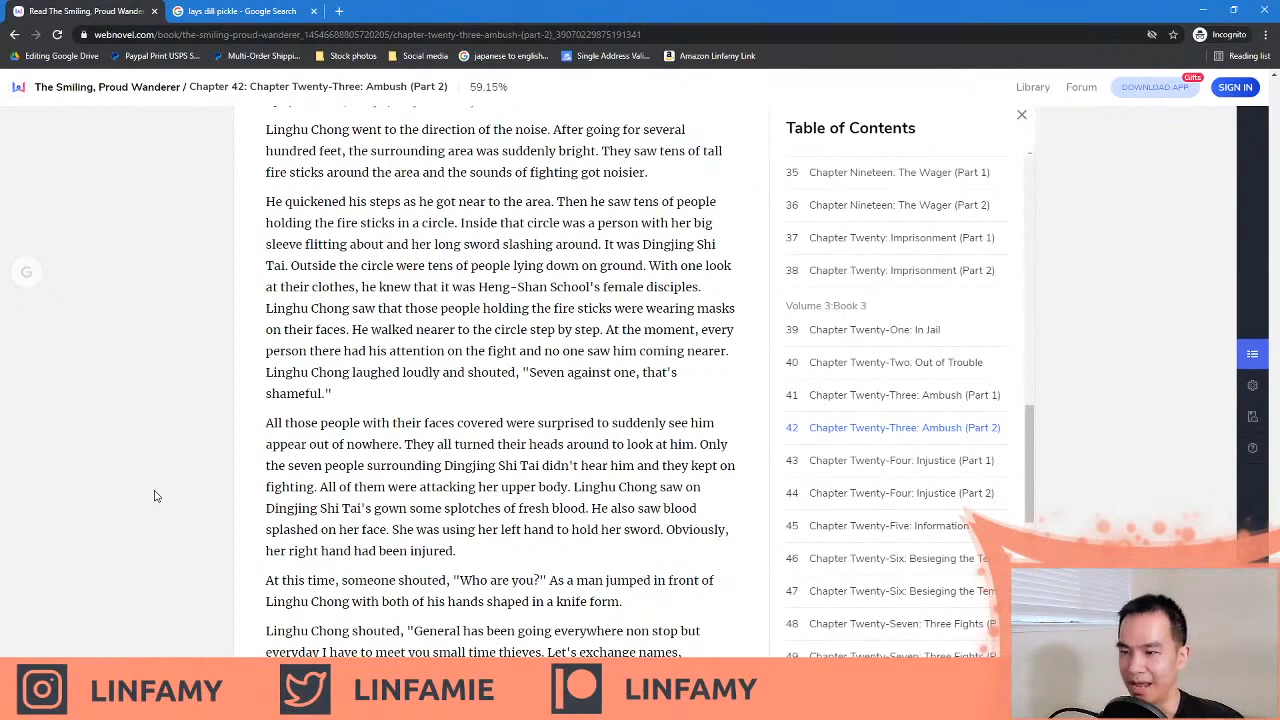 Read The Smiling, Proud Wande
lays dill pickle - Google Search
webnovel.com/book/the-smiling-proud-wanderer_14546688805720205/chapter-twenty-three-ambush-(part-2)_39070229875191341
Incognito
Editing Google Drive
Paypal Print USPS S...
Multi-Order Shippi...
Stock photos
Social media
japanese to english...
Single Address Vali...
Amazon Linfamy Link
Reading list
The Smiling, Proud Wanderer / Chapter 42: Chapter Twenty-Three: Ambush (Part 2) 59.15%
Library
Forum
DOWNLOAD APP
Gifts
SIGN IN
Linghu Chong went to the direction of the noise. After going for several
hundred feet, the surrounding area was suddenly bright. They saw tens of tall
fire sticks around the area and the sounds of fighting got noisier.
He quickened his steps as he got near to the area. Then he saw tens of people
holding the fire sticks in a circle. Inside that circle was a person with her big
sleeve flitting about and her long sword slashing around. It was Dingjing Shi
Tai. Outside the circle were tens of people lying down on ground. With one look
at their clothes, he knew that it was Heng-Shan School's female disciples.
Linghu Chong saw that those people holding the fire sticks were wearing masks
on their faces. He walked nearer to the circle step by step. At the moment, every
person there had his attention on the fight and no one saw him coming nearer.
Linghu Chong laughed loudly and shouted, "Seven against one, that's
shameful."
All those people with their faces covered were surprised to suddenly see him
appear out of nowhere. They all turned their heads around to look at him. Only
the seven people surrounding Dingjing Shi Tai didn't hear him and they kept on
fighting. All of them were attacking her upper body. Linghu Chong saw on
Dingjing Shi Tai's gown some splotches of fresh blood. He also saw blood
splashed on her face. She was using her left hand to hold her sword. Obviously,
her right hand had been injured.
At this time, someone shouted, "Who are you?" As a man jumped in front of
Linghu Chong with both of his hands shaped in a knife form.
Linghu Chong shouted, "General has been going everywhere non stop but
everyday I have to meet you small time thieves. Let's exchange names,
Table of Contents
35 Chapter Nineteen: The Wager (Part 1)
36 Chapter Nineteen: The Wager (Part 2)
37 Chapter Twenty: Imprisonment (Part 1)
38 Chapter Twenty: Imprisonment (Part 2)
Volume 3:Book 3
39 Chapter Twenty-One: In Jail
40 Chapter Twenty-Two: Out of Trouble
41 Chapter Twenty-Three: Ambush (Part 1)
42 Chapter Twenty-Three: Ambush (Part 2)
43 Chapter Twenty-Four: Injustice (Part 1)
44 Chapter Twenty-Four: Injustice (Part 2)
45 Chapter Twenty-Five: Information
46 Chapter Twenty-Six: Besieging the Tem
47 Chapter Twenty-Six: Besieging the Tem
48 Chapter Twenty-Seven: Three Fights (P
49 Chapter Twenty-Seven: Three Fights (P
G
LINFAMY
LINFAMIE
LINFAMY